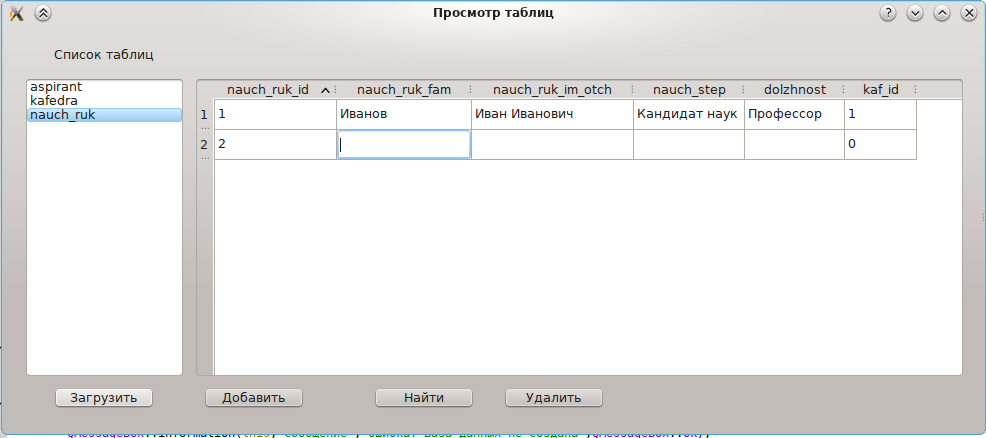 Просмотр таблиц
Список таблиц
aspirant
kafedra
nauch_ruk
nauch_ruk_id nauch_ruk_fam nauch_ruk_im_otch nauch_step dolzhnost kaf_id
1 1 Иванов Иван Иванович Кандидат наук Профессор 1
2 2 0
Загрузить Добавить Найти Удалить